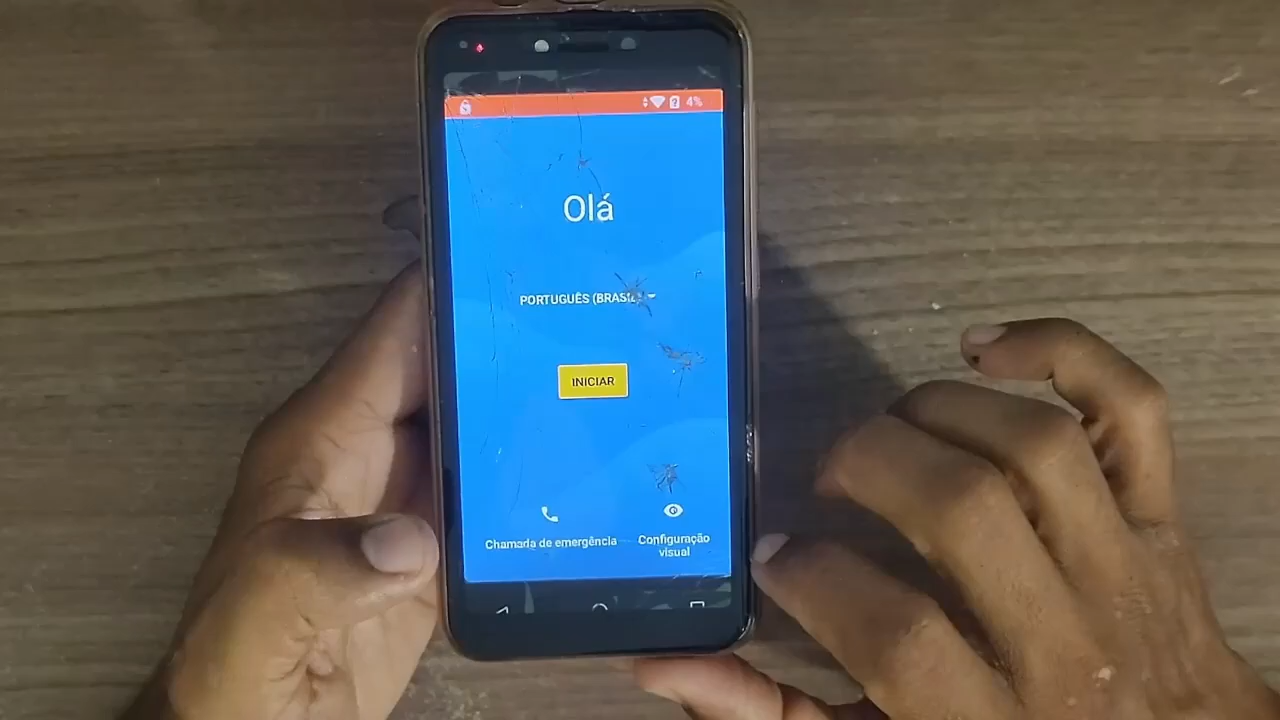 4%
Olá
PORTUGUÊS (BRASIL
INICIAR
Chamada de emergência
Configuração
visual